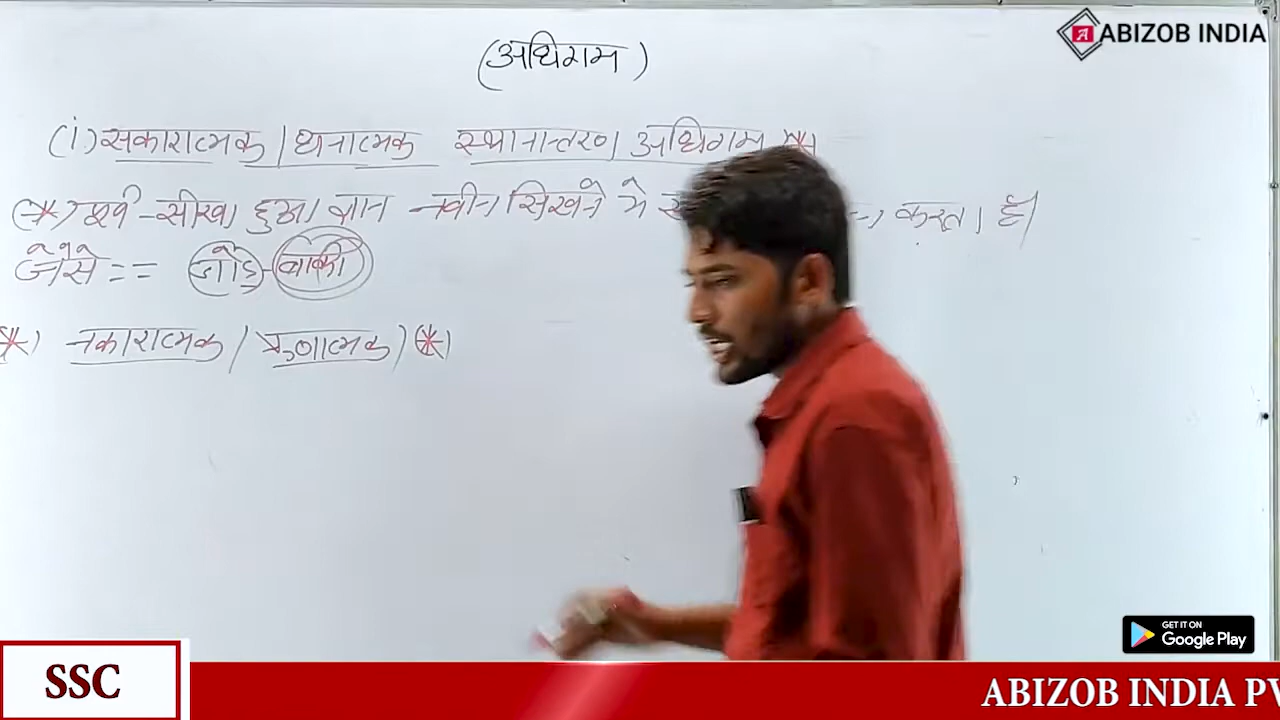 ABIZOB INDIA
(अधिगम)
(i) सकारात्मक / धनात्मक स्थानान्तरण अधिगम *
(*) पूर्व सीखा हुआ ज्ञान नवीन सिखने मे करता है।
जैसे == जोड़-बाकी
*) नकारात्मक / ऋणात्मक) (*)
GET IT ON
Google Play
SSC
ABIZOB INDIA PV